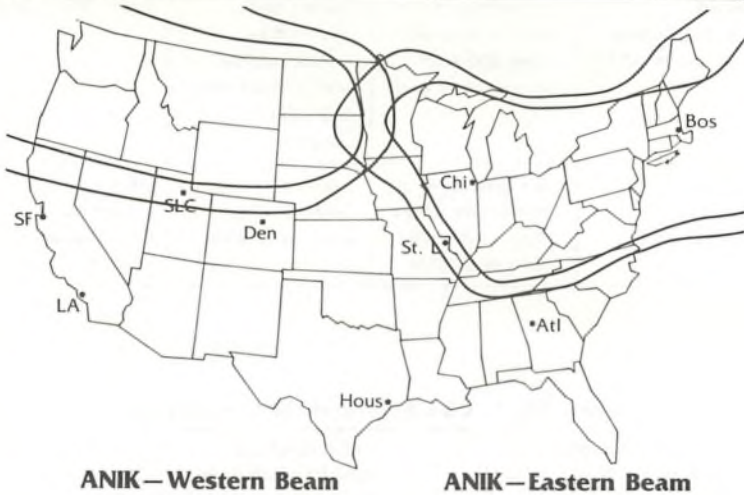 Bos
Chi
SLC
SF
Den
St. L
LA
Atl
Hous
ANIK—Western Beam
ANIK—Eastern Beam